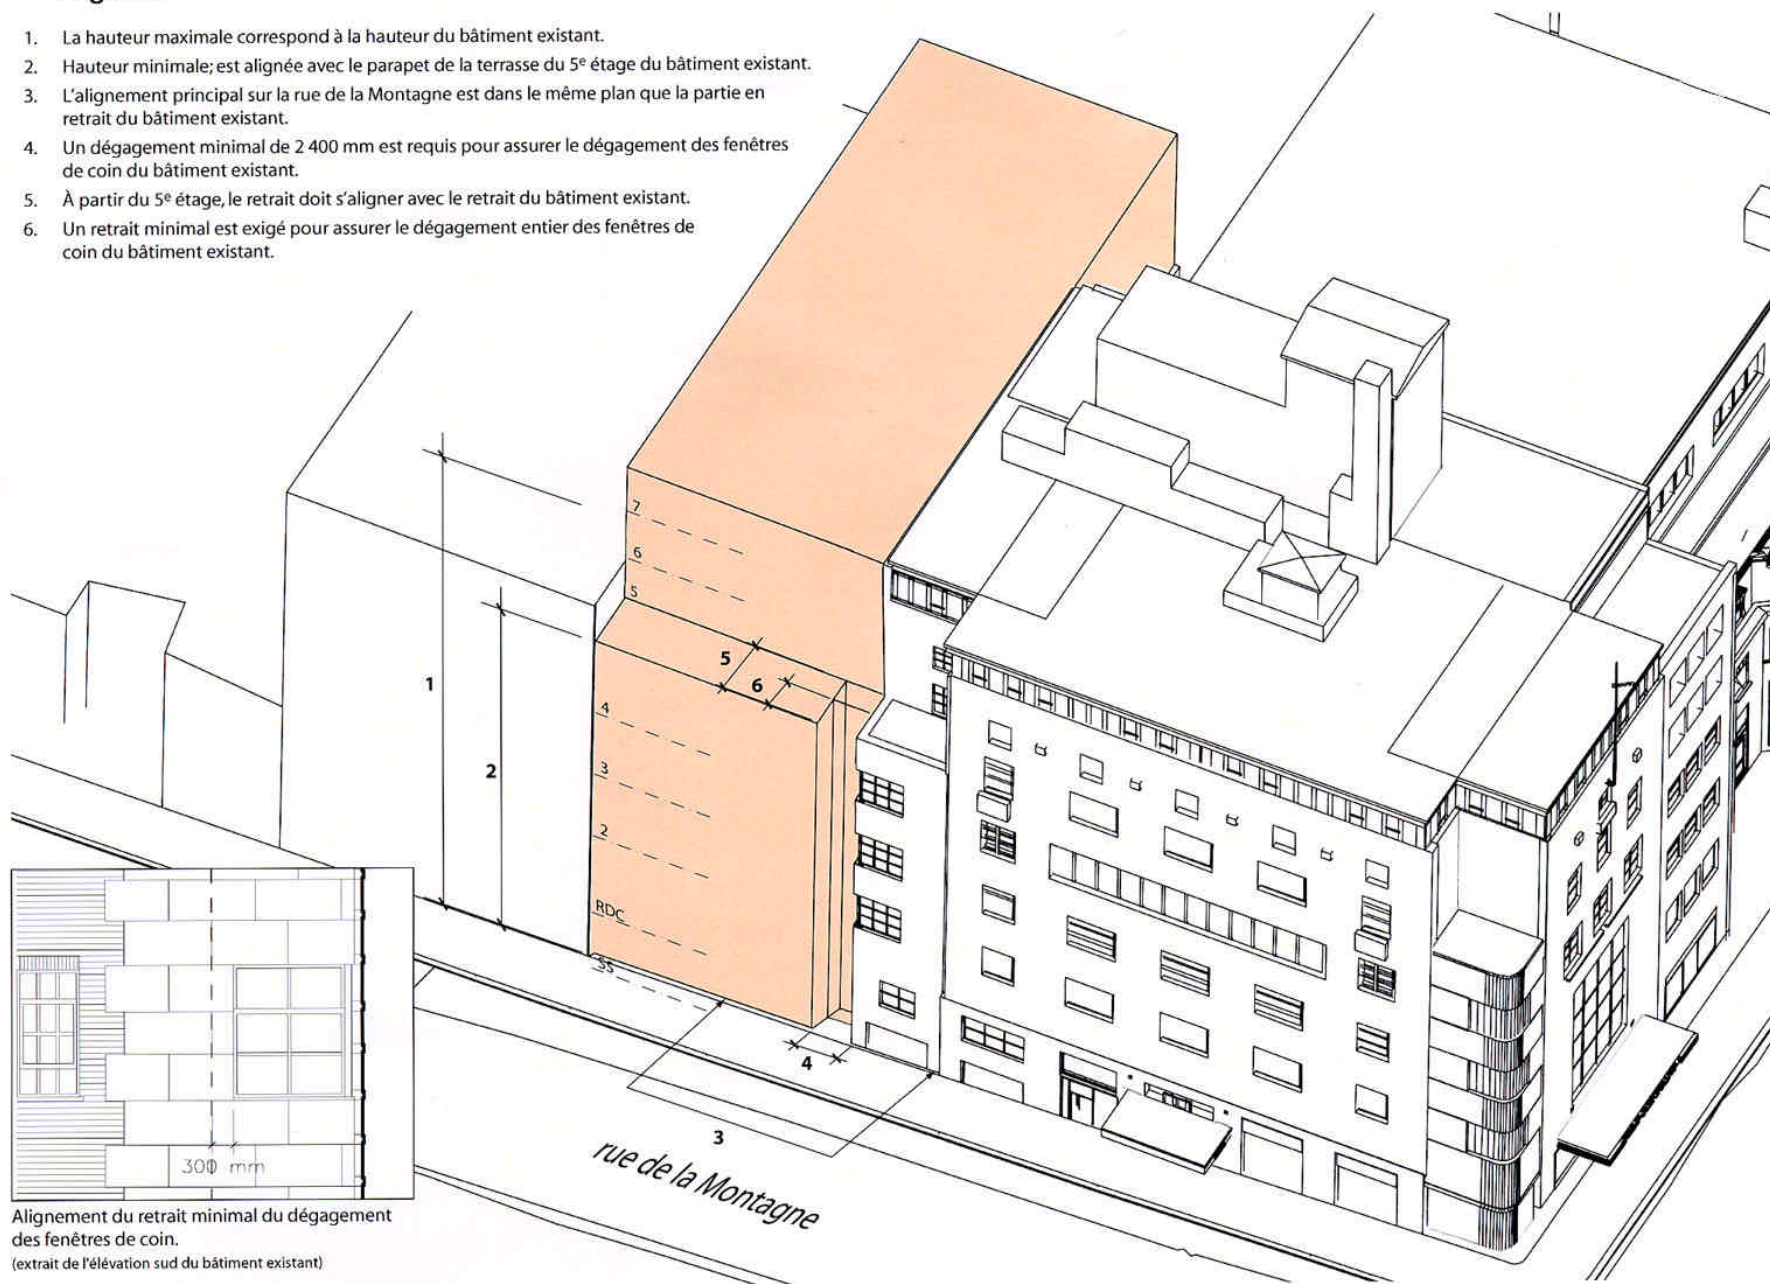 1. La hauteur maximale correspond à la hauteur du bâtiment existant.
2. Hauteur minimale; est alignée avec le parapet de la terrasse du 5e étage du bâtiment existant.
3. L'alignement principal sur la rue de la Montagne est dans le même plan que la partie en
retrait du bâtiment existant.
4. Un dégagement minimal de 2 400 mm est requis pour assurer le dégagement des fenêtres
de coin du bâtiment existant.
5. À partir du 5e étage, le retrait doit s'aligner avec le retrait du bâtiment existant.
6. Un retrait minimal est exigé pour assurer le dégagement entier des fenêtres de
coin du bâtiment existant.
7
6
5
5
6
1
4
2
3
2
RDC
SS
4
3
rue de la Montagne
300 mm
Alignement du retrait minimal du dégagement
des fenêtres de coin.
(extrait de l'élévation sud du bâtiment existant)